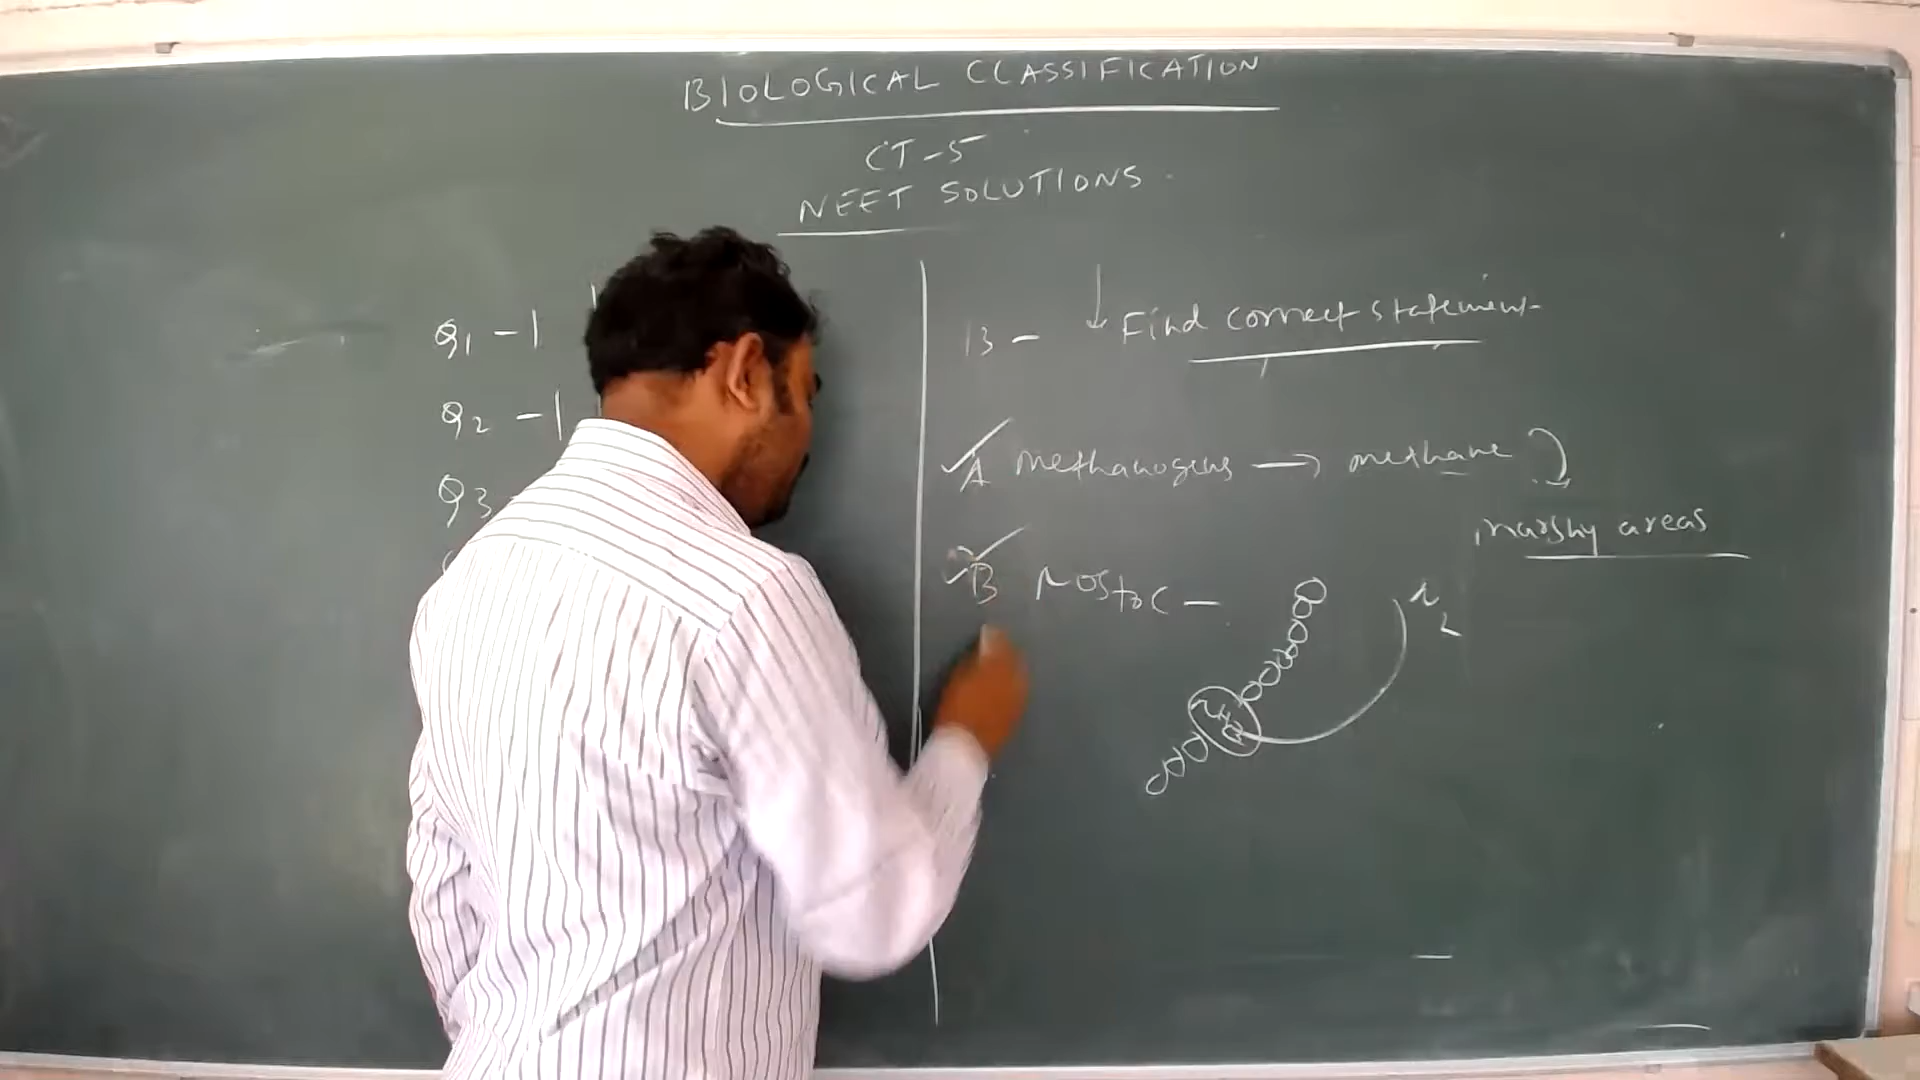 BIOLOGICAL CLASSIFICATION
CT-5
NEET SOLUTIONS
Q1 - 1
Q2 - 1
Q3
13 - ↓ Find correct statement
A methanogens → methane
marshy areas
B Nostoc -
N2